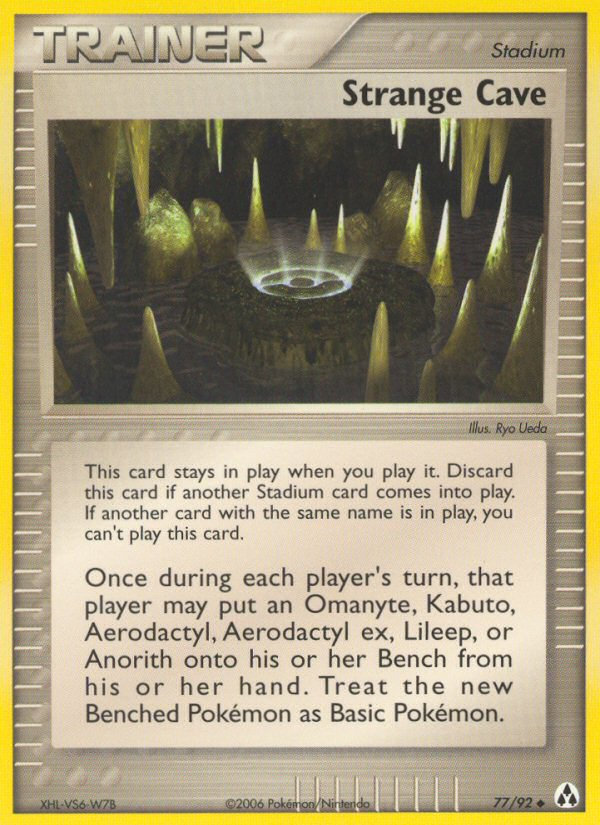 TRAINER
Stadium
Strange Cave
Illus. Ryo Ueda
This card stays in play when you play it. Discard
this card if another Stadium card comes into play.
If another card with the same name is in play, you
can't play this card.
Once during each player's turn, that
player may put an Omanyte, Kabuto,
Aerodactyl, Aerodactyl ex, Lileep, or
Anorith onto his or her Bench from
his or her hand. Treat the new
Benched Pokémon as Basic Pokémon.
XHL-VS6-W7B ©2006 Pokémon/Nintendo 77/92